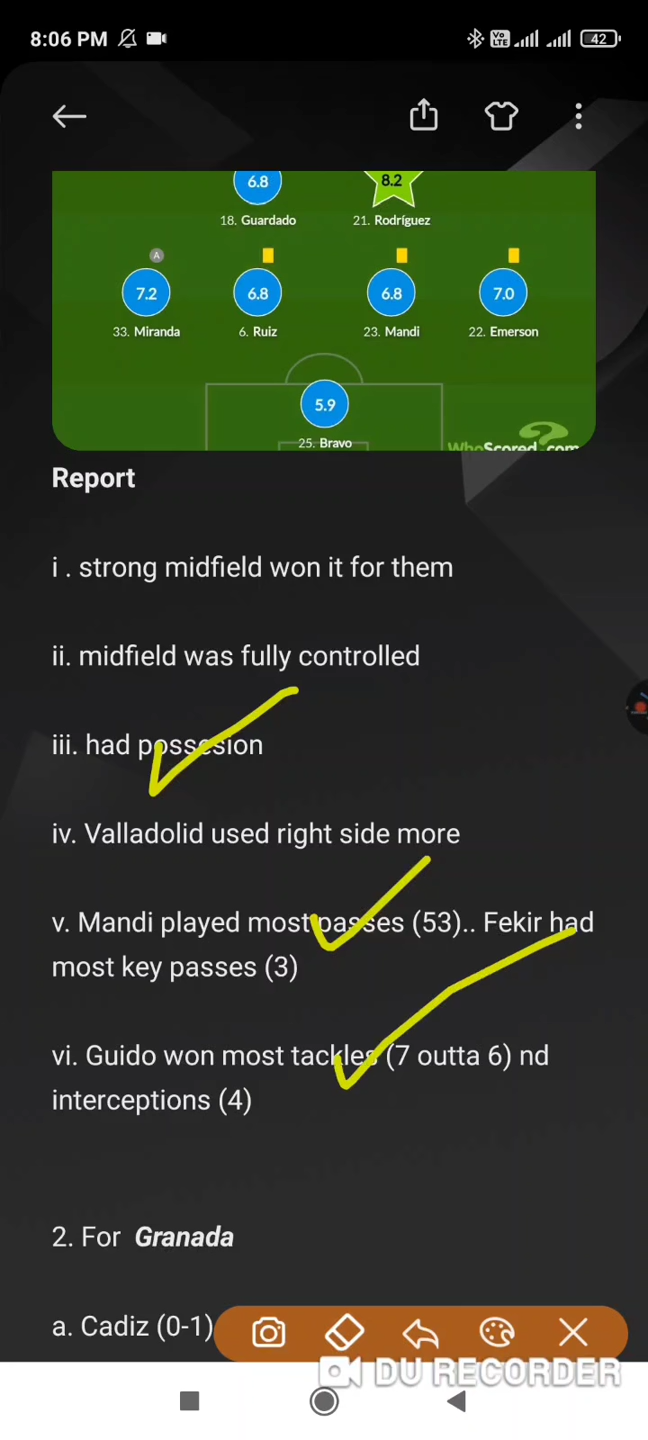 8:06 PM
Vo LTE
42
6.8
8.2
18. Guardado
21. Rodríguez
A
7.2
6.8
6.8
7.0
33. Miranda
6. Ruiz
23. Mandi
22. Emerson
5.9
25. Bravo
WhoScored.com
Report
i . strong midfield won it for them
ii. midfield was fully controlled
iii. had possesion
iv. Valladolid used right side more
v. Mandi played most passes (53).. Fekir had
most key passes (3)
vi. Guido won most tackles (7 outta 6) nd
interceptions (4)
2. For Granada
a. Cadiz (0-1)
DU RECORDER